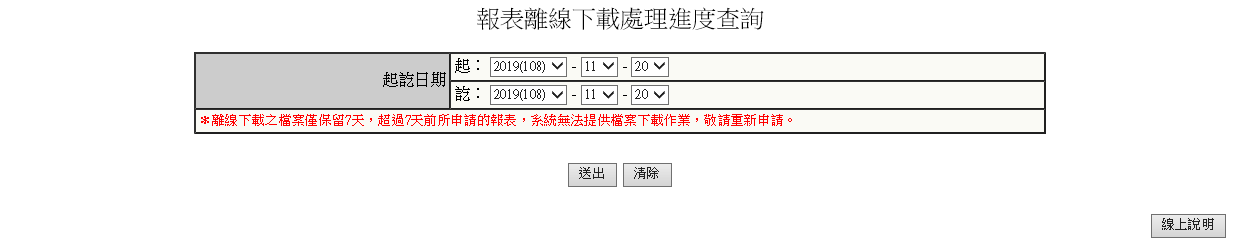 報表離線下載處理進度查詢
起訖日期
起： 2019(108) - 11 - 20
訖： 2019(108) - 11 - 20
＊離線下載之檔案僅保留7天，超過7天前所申請的報表，系統無法提供檔案下載作業，敬請重新申請。
送出 清除
線上說明